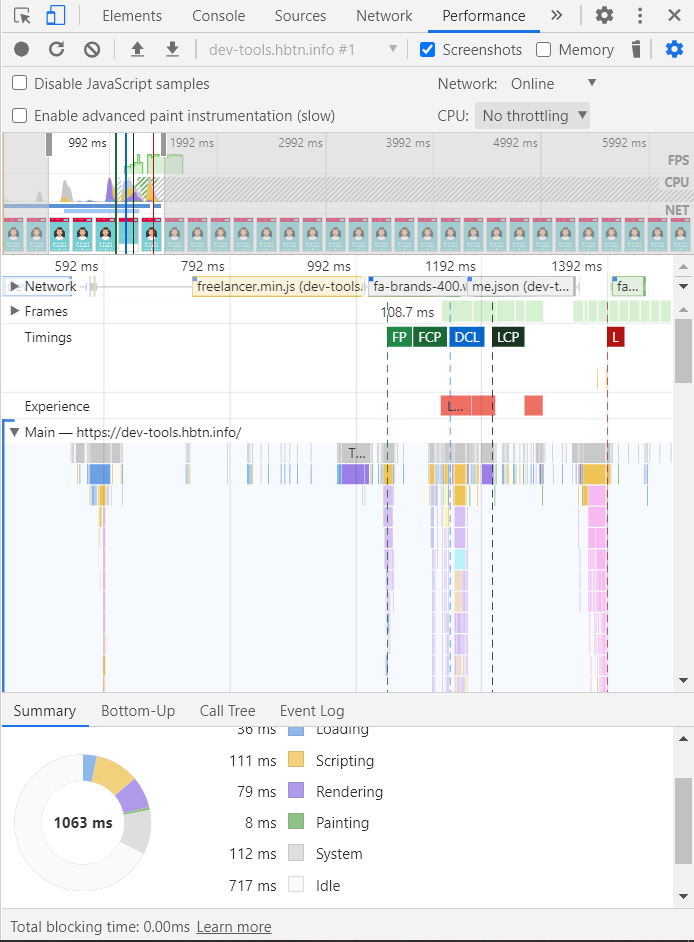 Elements Console Sources Network Performance »
dev-tools.hbtn.info #1 Screenshots Memory
Disable JavaScript samples Network: Online
Enable advanced paint instrumentation (slow) CPU: No throttling
992 ms 1992 ms 2992 ms 3992 ms 4992 ms 5992 ms
FPS
CPU
NET
592 ms 792 ms 992 ms 1192 ms 1392 ms
Network freelancer.min.js (dev-tools. fa-brands-400.w me.json (dev-t... fa...
Frames 108.7 ms
Timings FP FCP DCL LCP L
Experience L...
Main — https://dev-tools.hbtn.info/
T...
Summary Bottom-Up Call Tree Event Log
36 ms Loading
111 ms Scripting
79 ms Rendering
1063 ms
8 ms Painting
112 ms System
717 ms Idle
Total blocking time: 0.00ms Learn more